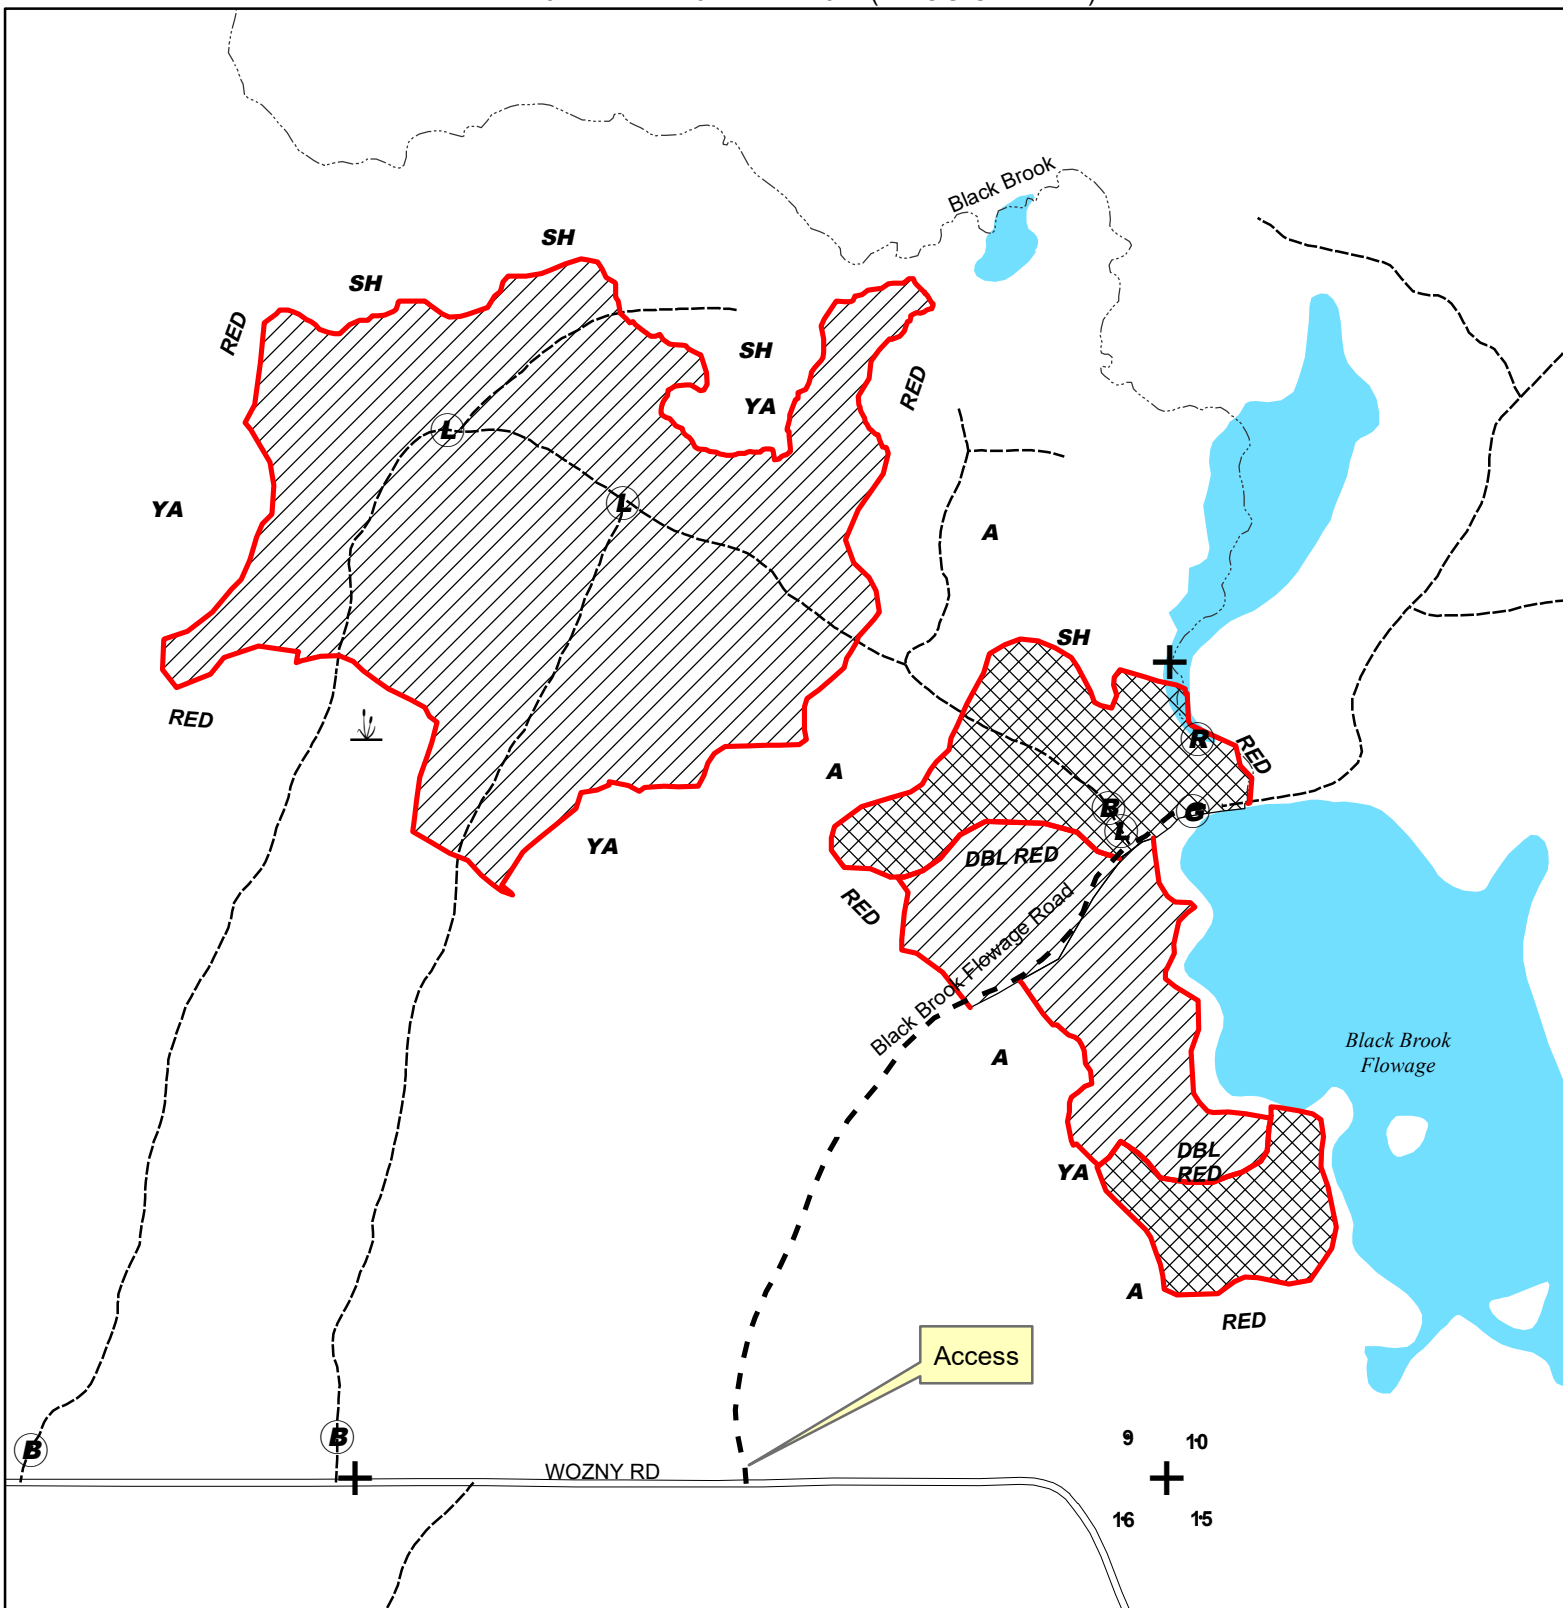 Black Brook
SH
SH
RED
SH
RED
YA
L
YA
L
A
SH
RED
R
RED
A
B
G
L
YA
DBL RED
RED
Black Brook Flowage Road
A
Black Brook
Flowage
DBL
RED
YA
A
RED
Access
B
B
9
10
WOZNY RD
16
15